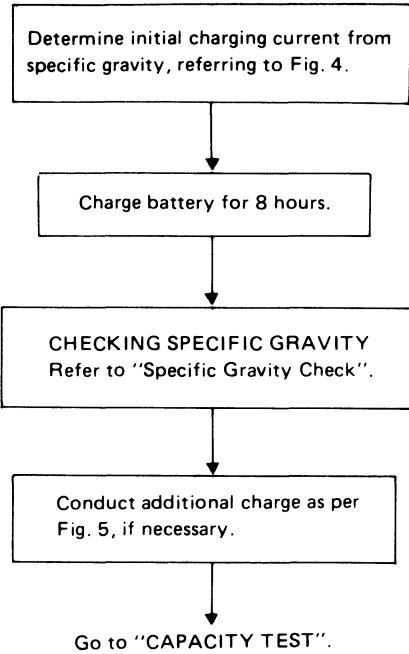 Determine initial charging current from
specific gravity, referring to Fig. 4.
Charge battery for 8 hours.
CHECKING SPECIFIC GRAVITY
Refer to "Specific Gravity Check".
Conduct additional charge as per
Fig. 5, if necessary.
Go to "CAPACITY TEST".